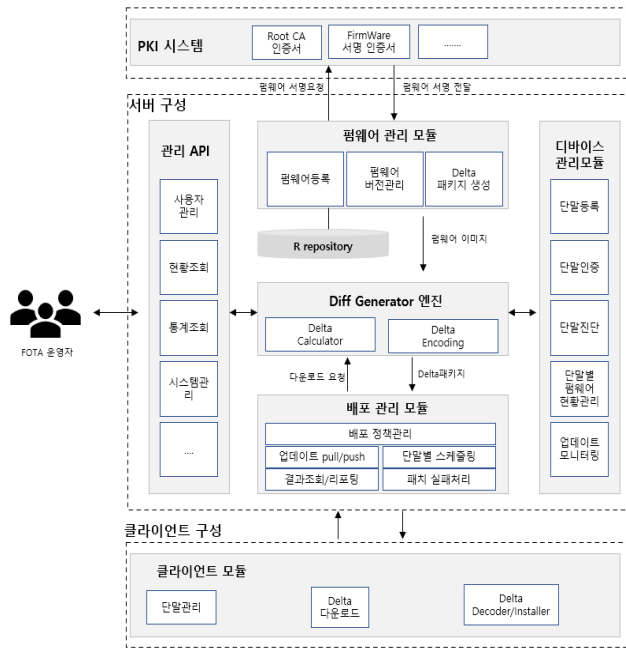 PKI 시스템
Root CA
인증서
FirmWare
서명 인증서
.......
펌웨어 서명요청
펌웨어 서명 전달
서버 구성
관리 API
사용자
관리
현황조회
통계조회
시스템관
리
....
펌웨어 관리 모듈
펌웨어등록
펌웨어
버전관리
Delta
패키지 생성
R repository
펌웨어 이미지
Diff Generator 엔진
Delta
Calculator
Delta
Encoding
다운로드 요청
Delta패키지
배포 관리 모듈
배포 정책관리
업데이트 pull/push
단말별 스케줄링
결과조회/리포팅
패치 실패처리
디바이스
관리모듈
단말등록
단말인증
단말진단
단말별
펌웨어
현황관리
업데이트
모니터링
FOTA 운영자
클라이언트 구성
클라이언트 모듈
단말관리
Delta
다운로드
Delta
Decoder/Installer